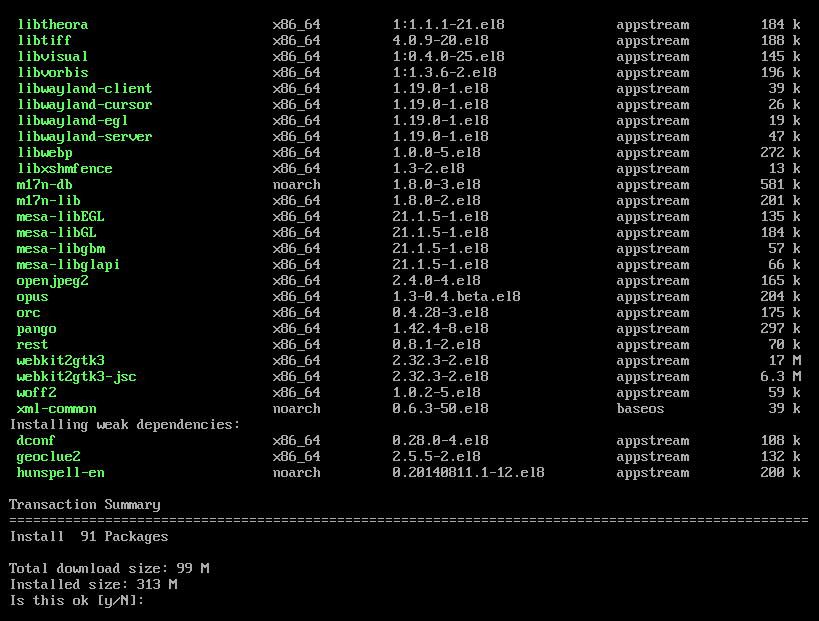 libtheora x86_64 1:1.1.1-21.el8 appstream 184 k
libtiff x86_64 4.0.9-20.el8 appstream 188 k
libvisual x86_64 1:0.4.0-25.el8 appstream 145 k
libvorbis x86_64 1:1.3.6-2.el8 appstream 196 k
libwayland-client x86_64 1.19.0-1.el8 appstream 39 k
libwayland-cursor x86_64 1.19.0-1.el8 appstream 26 k
libwayland-egl x86_64 1.19.0-1.el8 appstream 19 k
libwayland-server x86_64 1.19.0-1.el8 appstream 47 k
libwebp x86_64 1.0.0-5.el8 appstream 272 k
libxshmfence x86_64 1.3-2.el8 appstream 13 k
m17n-db noarch 1.8.0-3.el8 appstream 581 k
m17n-lib x86_64 1.8.0-2.el8 appstream 201 k
mesa-libEGL x86_64 21.1.5-1.el8 appstream 135 k
mesa-libGL x86_64 21.1.5-1.el8 appstream 184 k
mesa-libgbm x86_64 21.1.5-1.el8 appstream 57 k
mesa-libglapi x86_64 21.1.5-1.el8 appstream 66 k
openjpeg2 x86_64 2.4.0-4.el8 appstream 165 k
opus x86_64 1.3-0.4.beta.el8 appstream 204 k
orc x86_64 0.4.28-3.el8 appstream 175 k
pango x86_64 1.42.4-8.el8 appstream 297 k
rest x86_64 0.8.1-2.el8 appstream 70 k
webkit2gtk3 x86_64 2.32.3-2.el8 appstream 17 M
webkit2gtk3-jsc x86_64 2.32.3-2.el8 appstream 6.3 M
woff2 x86_64 1.0.2-5.el8 appstream 59 k
xml-common noarch 0.6.3-50.el8 baseos 39 k
Installing weak dependencies:
dconf x86_64 0.28.0-4.el8 appstream 108 k
geoclue2 x86_64 2.5.5-2.el8 appstream 132 k
hunspell-en noarch 0.20140811.1-12.el8 appstream 200 k
Transaction Summary
====================================================================================================
Install 91 Packages
Total download size: 99 M
Installed size: 313 M
Is this ok [y/N]: